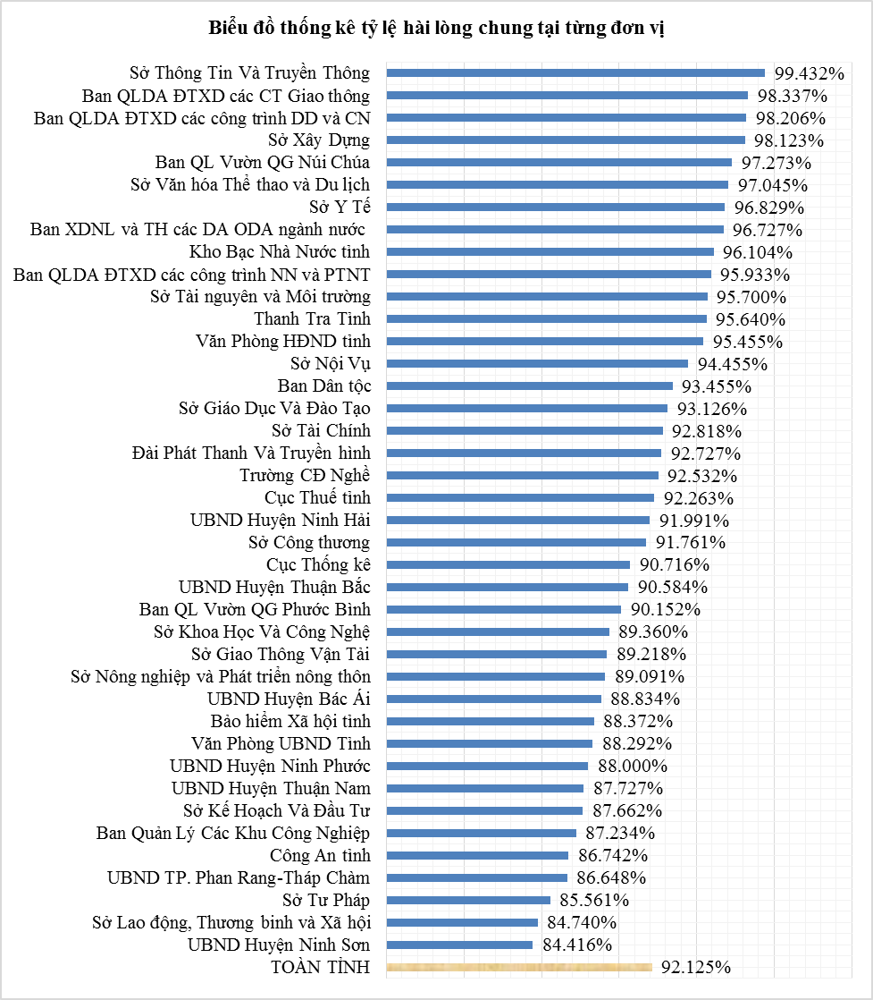 Biểu đồ thống kê tỷ lệ hài lòng chung tại từng đơn vị
Sở Thông Tin Và Truyền Thông 99.432%
Ban QLDA ĐTXD các CT Giao thông 98.337%
Ban QLDA ĐTXD các công trình DD và CN 98.206%
Sở Xây Dựng 98.123%
Ban QL Vườn QG Núi Chúa 97.273%
Sở Văn hóa Thể thao và Du lịch 97.045%
Sở Y Tế 96.829%
Ban XDNL và TH các DA ODA ngành nước 96.727%
Kho Bạc Nhà Nước tỉnh 96.104%
Ban QLDA ĐTXD các công trình NN và PTNT 95.933%
Sở Tài nguyên và Môi trường 95.700%
Thanh Tra Tỉnh 95.640%
Văn Phòng HĐND tỉnh 95.455%
Sở Nội Vụ 94.455%
Ban Dân tộc 93.455%
Sở Giáo Dục Và Đào Tạo 93.126%
Sở Tài Chính 92.818%
Đài Phát Thanh Và Truyền hình 92.727%
Trường CĐ Nghề 92.532%
Cục Thuế tỉnh 92.263%
UBND Huyện Ninh Hải 91.991%
Sở Công thương 91.761%
Cục Thống kê 90.716%
UBND Huyện Thuận Bắc 90.584%
Ban QL Vườn QG Phước Bình 90.152%
Sở Khoa Học Và Công Nghệ 89.360%
Sở Giao Thông Vận Tải 89.218%
Sở Nông nghiệp và Phát triển nông thôn 89.091%
UBND Huyện Bác Ái 88.834%
Bảo hiểm Xã hội tỉnh 88.372%
Văn Phòng UBND Tỉnh 88.292%
UBND Huyện Ninh Phước 88.000%
UBND Huyện Thuận Nam 87.727%
Sở Kế Hoạch Và Đầu Tư 87.662%
Ban Quản Lý Các Khu Công Nghiệp 87.234%
Công An tỉnh 86.742%
UBND TP. Phan Rang-Tháp Chàm 86.648%
Sở Tư Pháp 85.561%
Sở Lao động, Thương binh và Xã hội 84.740%
UBND Huyện Ninh Sơn 84.416%
TOÀN TỈNH 92.125%